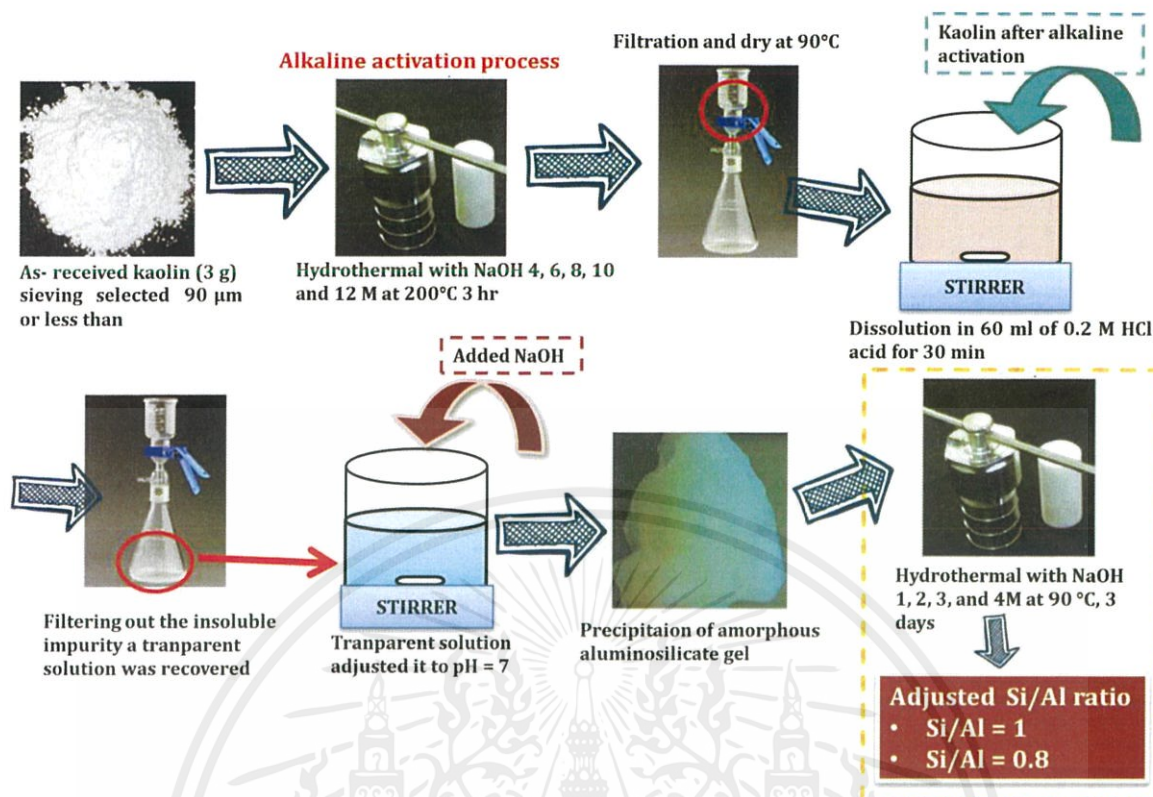 Alkaline activation process
Filtration and dry at 90°C
Kaolin after alkaline
activation
As- received kaolin (3 g)
sieving selected 90 μm
or less than
Hydrothermal with NaOH 4, 6, 8, 10
and 12 M at 200°C 3 hr
STIRRER
Dissolution in 60 ml of 0.2 M HCl
acid for 30 min
Added NaOH
Filtering out the insoluble
impurity a tranparent
solution was recovered
STIRRER
Tranparent solution
adjusted it to pH = 7
Precipitaion of amorphous
aluminosilicate gel
Hydrothermal with NaOH
1, 2, 3, and 4M at 90 °C, 3
days
Adjusted Si/Al ratio
• Si/Al = 1
• Si/Al = 0.8